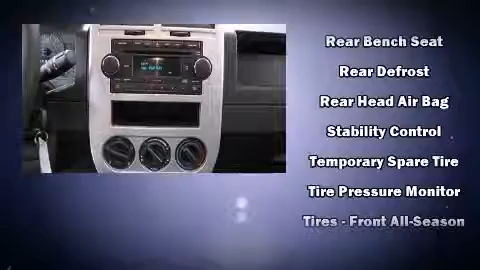 Rear Bench Seat
Rear Defrost
Rear Head Air Bag
Stability Control
Temporary Spare Tire
Tire Pressure Monitor
Tires - Front All-Season